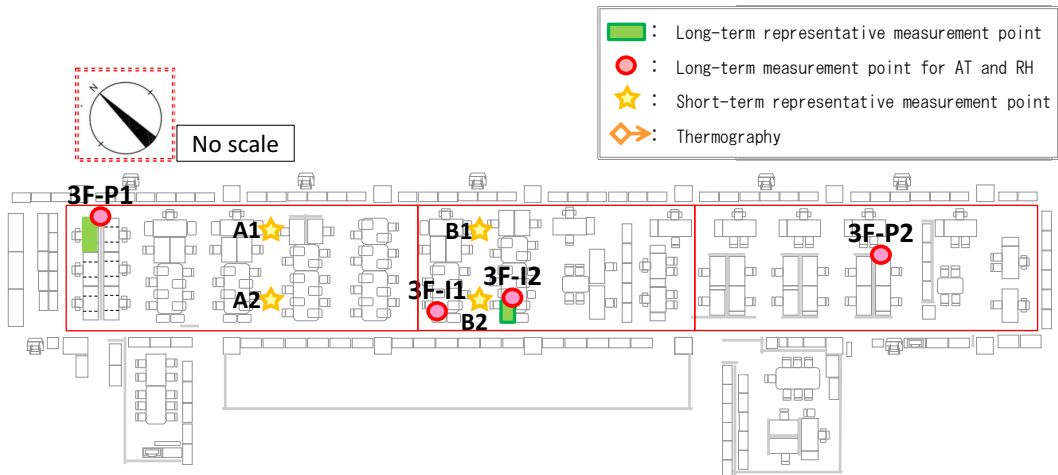 : Long-term representative measurement point
: Long-term measurement point for AT and RH
: Short-term representative measurement point
: Thermography
N
No scale
3F-P1
A1
B1
3F-P2
A2
3F-I1
3F-I2
B2